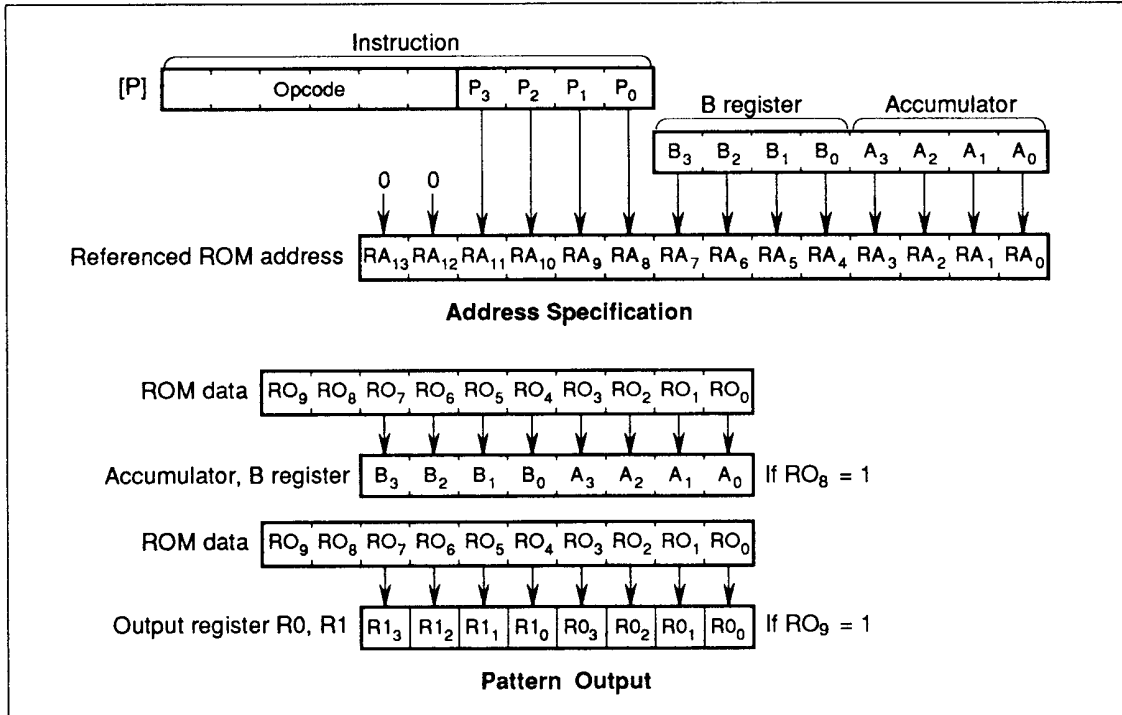 Instruction
[P] Opcode P3 P2 P1 P0
B register Accumulator
B3 B2 B1 B0 A3 A2 A1 A0
0 0
Referenced ROM address RA13 RA12 RA11 RA10 RA9 RA8 RA7 RA6 RA5 RA4 RA3 RA2 RA1 RA0
Address Specification
ROM data RO9 RO8 RO7 RO6 RO5 RO4 RO3 RO2 RO1 RO0
Accumulator, B register B3 B2 B1 B0 A3 A2 A1 A0 If RO8 = 1
ROM data RO9 RO8 RO7 RO6 RO5 RO4 RO3 RO2 RO1 RO0
Output register R0, R1 R13 R12 R11 R10 R03 R02 R01 R00 If RO9 = 1
Pattern Output